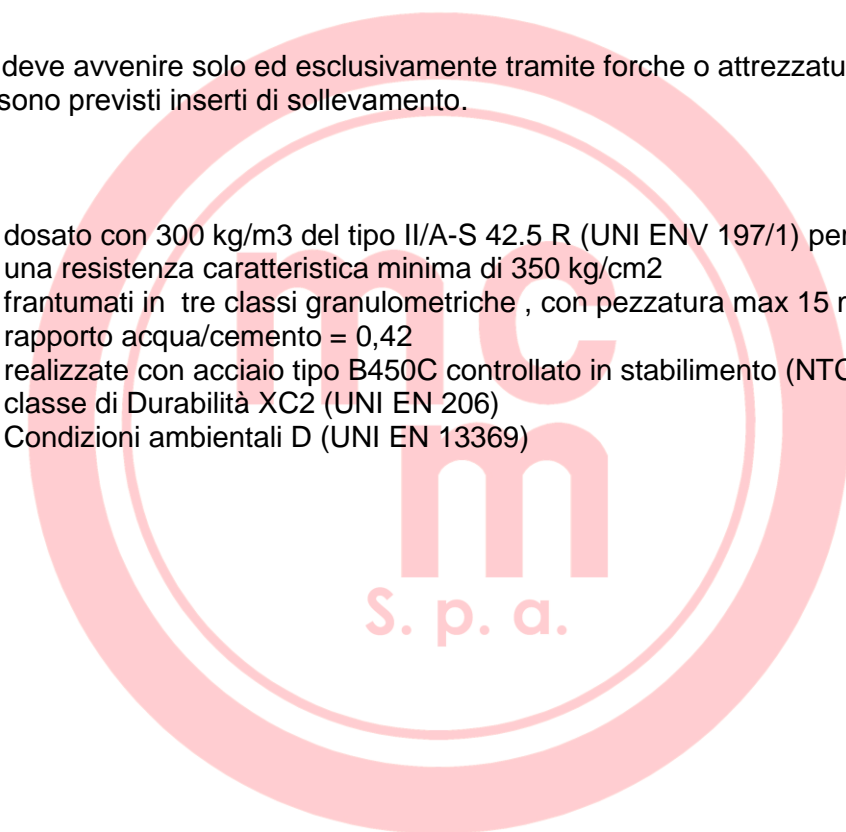 deve avvenire solo ed esclusivamente tramite forche o attrezzatu
sono previsti inserti di sollevamento.
dosato con 300 kg/m3 del tipo II/A-S 42.5 R (UNI ENV 197/1) per
una resistenza caratteristica minima di 350 kg/cm2
frantumati in tre classi granulometriche , con pezzatura max 15 m
rapporto acqua/cemento = 0,42
realizzate con acciaio tipo B450C controllato in stabilimento (NTC
classe di Durabilità XC2 (UNI EN 206)
Condizioni ambientali D (UNI EN 13369)
mc
m
S. p. a.